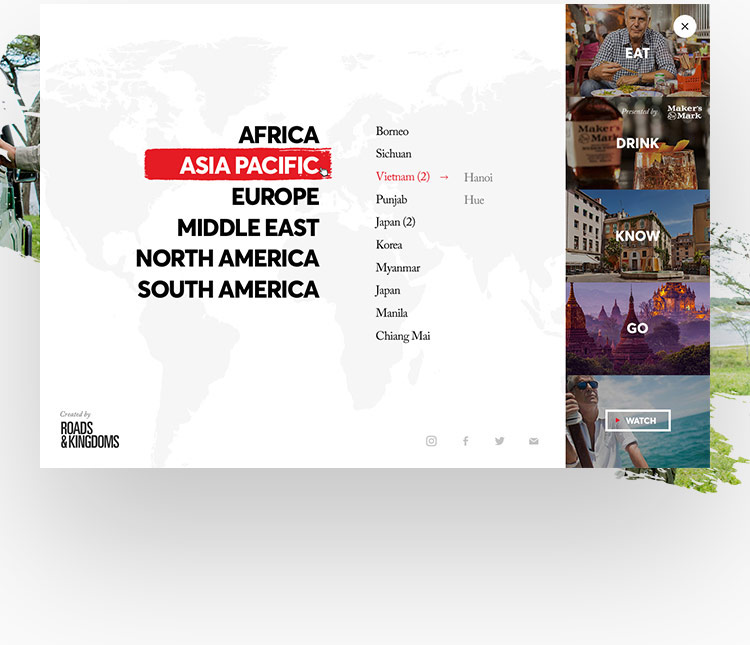 AFRICA
ASIA PACIFIC
EUROPE
MIDDLE EAST
NORTH AMERICA
SOUTH AMERICA
Borneo
Sichuan
Vietnam (2) → Hanoi
Punjab Hue
Japan (2)
Korea
Myanmar
Japan
Manila
Chiang Mai
Created by
ROADS
& KINGDOMS
EAT
Presented by Maker's Mark
Maker's
Mark
DRINK
KNOW
GO
WATCH